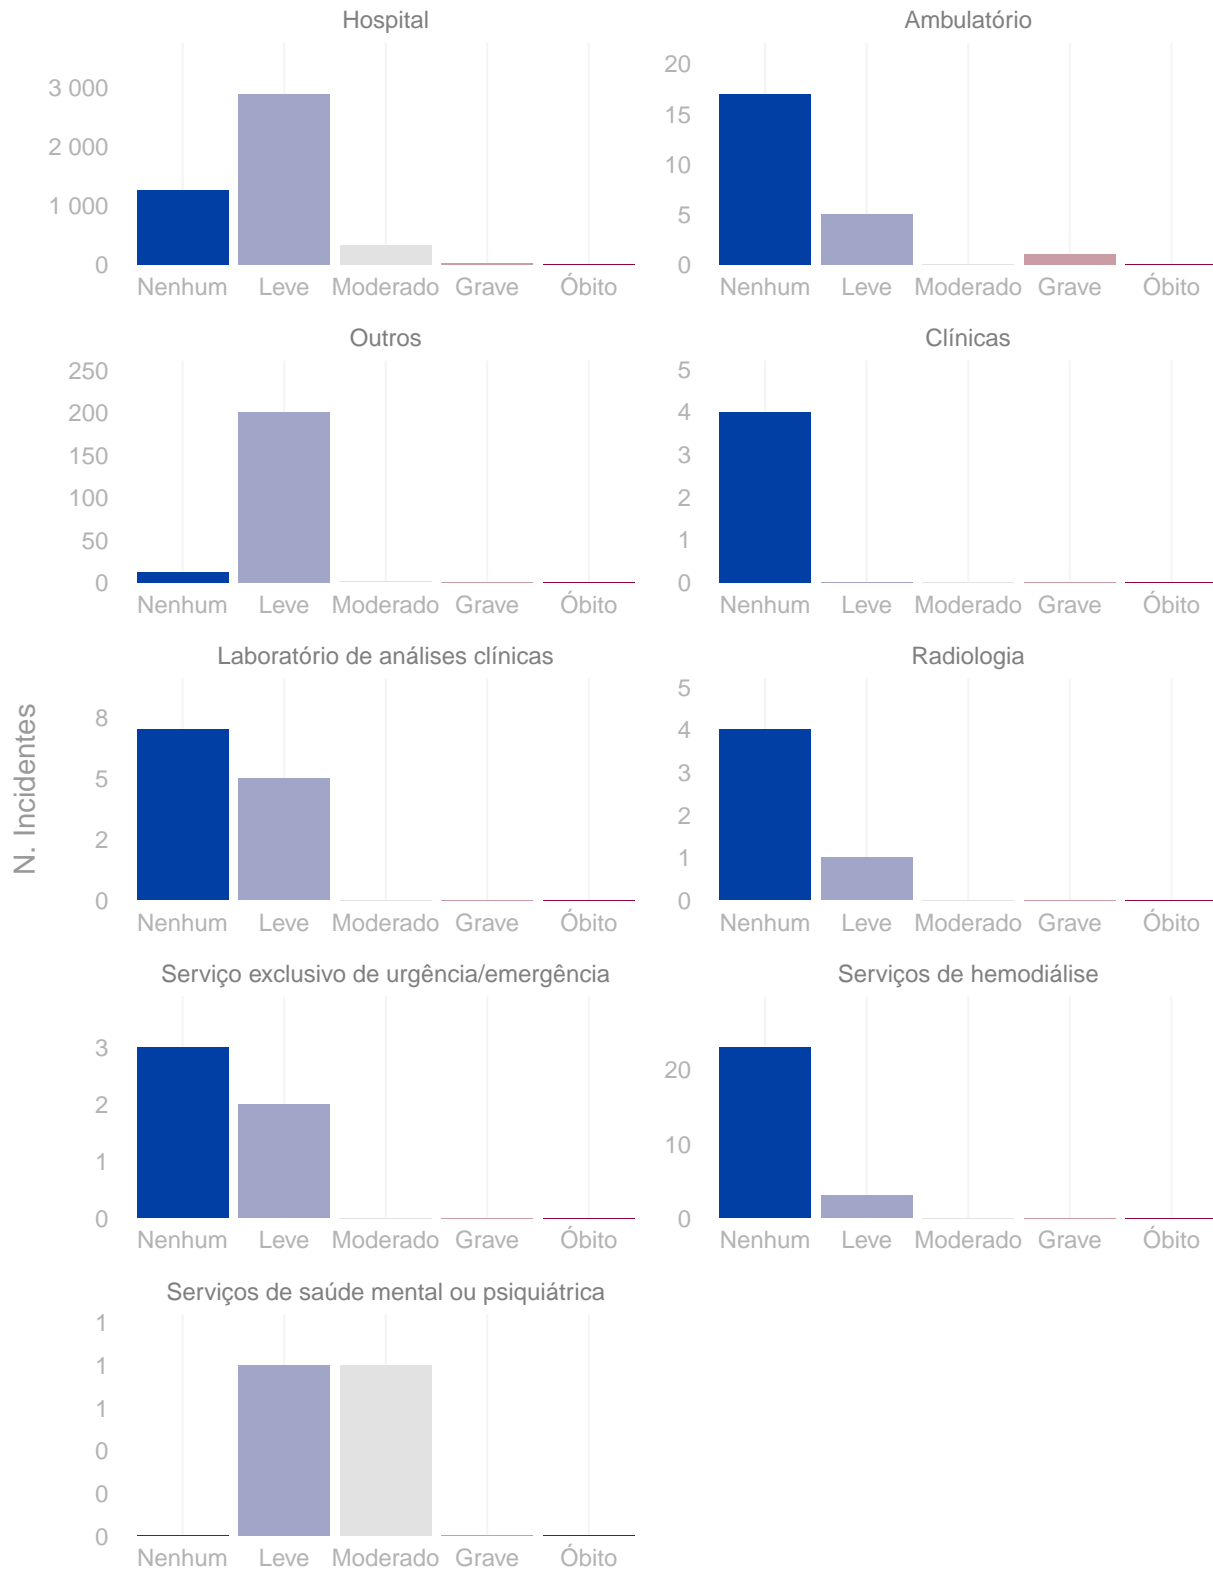 Hospital
3 000
2 000
1 000
0
Nenhum Leve Moderado Grave Óbito
Ambulatório
20
15
10
5
0
Nenhum Leve Moderado Grave Óbito
Outros
250
200
150
100
50
0
Nenhum Leve Moderado Grave Óbito
Clínicas
5
4
3
2
1
0
Nenhum Leve Moderado Grave Óbito
N. Incidentes
Laboratório de análises clínicas
8
5
2
0
Nenhum Leve Moderado Grave Óbito
Radiologia
5
4
3
2
1
0
Nenhum Leve Moderado Grave Óbito
Serviço exclusivo de urgência/emergência
3
2
1
0
Nenhum Leve Moderado Grave Óbito
Serviços de hemodiálise
20
10
0
Nenhum Leve Moderado Grave Óbito
Serviços de saúde mental ou psiquiátrica
1
1
1
0
0
0
Nenhum Leve Moderado Grave Óbito